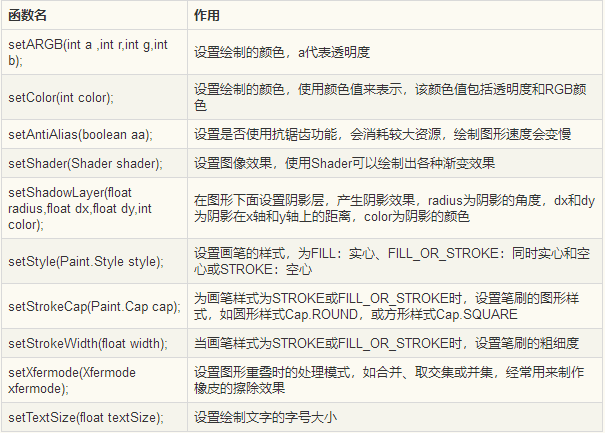 函数名
作用
setARGB(int a ,int r,int g,int
b);
设置绘制的颜色，a代表透明度
setColor(int color);
设置绘制的颜色，使用颜色值来表示，该颜色值包括透明度和RGB颜
色
setAntiAlias(boolean aa);
设置是否使用抗锯齿功能，会消耗较大资源，绘制图形速度会变慢
setShader(Shader shader);
设置图像效果，使用Shader可以绘制出各种渐变效果
setShadowLayer(float
radius,float dx,float dy,int
color);
在图形下面设置阴影层，产生阴影效果，radius为阴影的角度，dx和dy
为阴影在x轴和y轴上的距离，color为阴影的颜色
setStyle(Paint.Style style);
设置画笔的样式，为FILL：实心、FILL_OR_STROKE：同时实心和空
心或STROKE：空心
setStrokeCap(Paint.Cap cap);
为画笔样式为STROKE或FILL_OR_STROKE时，设置笔刷的图形样
式，如圆形样式Cap.ROUND，或方形样式Cap.SQUARE
setStrokeWidth(float width);
当画笔样式为STROKE或FILL_OR_STROKE时，设置笔刷的粗细度
setXfermode(Xfermode
xfermode);
设置图形重叠时的处理模式，如合并、取交集或并集，经常用来制作
橡皮的擦除效果
setTextSize(float textSize);
设置绘制文字的字号大小